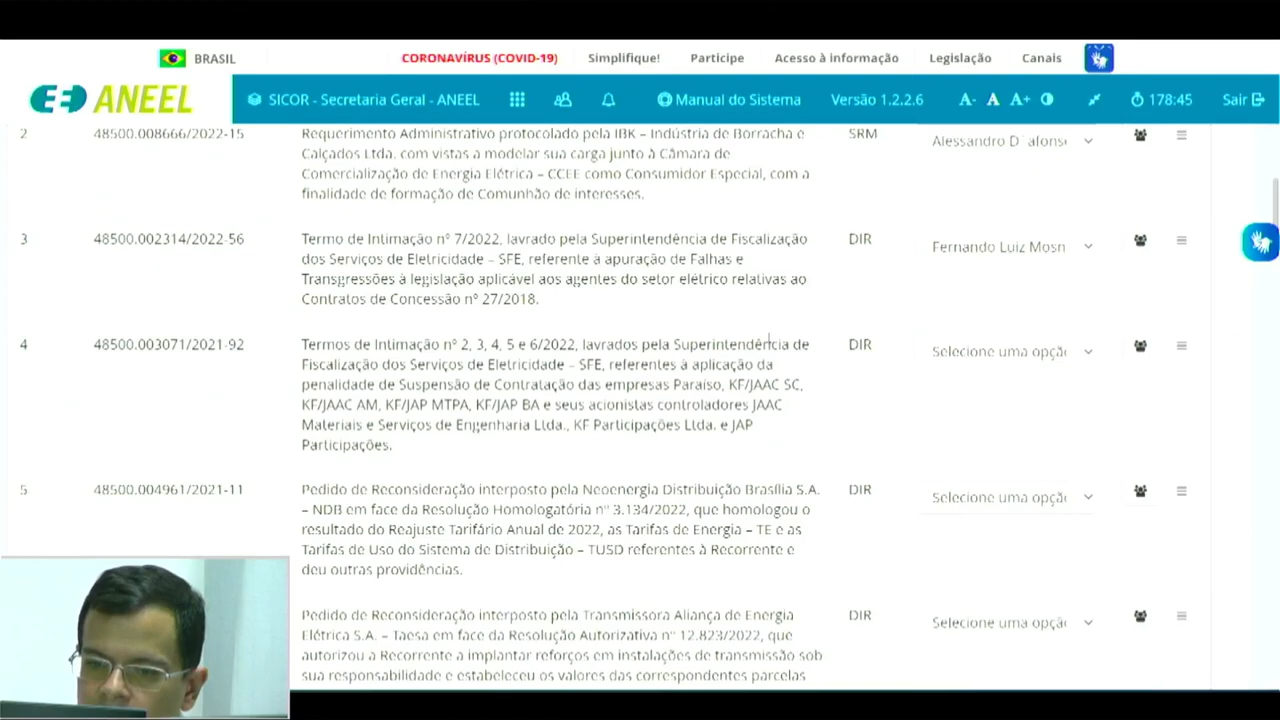 BRASIL
CORONAVÍRUS (COVID-19) Simplifique! Participe Acesso à informação Legislação Canais
ANEEL
SICOR - Secretaria Geral - ANEEL Manual do Sistema Versão 1.2.2.6 A- A A+ 178:45 Sair
2 48500.008666/2022-15 Requerimento Administrativo protocolado pela IBK – Indústria de Borracha e SRM Alessandro D´afons
Calçados Ltda. com vistas a modelar sua carga junto à Câmara de
Comercialização de Energia Elétrica – CCEE como Consumidor Especial, com a
finalidade de formação de Comunhão de interesses.
3 48500.002314/2022-56 Termo de Intimação nº 7/2022, lavrado pela Superintendência de Fiscalização DIR Fernando Luiz Mosn
dos Serviços de Eletricidade – SFE, referente à apuração de Falhas e
Transgressões à legislação aplicável aos agentes do setor elétrico relativas ao
Contratos de Concessão nº 27/2018.
4 48500.003071/2021-92 Termos de Intimação nº 2, 3, 4, 5 e 6/2022, lavrados pela Superintendência de DIR Selecione uma opçã
Fiscalização dos Serviços de Eletricidade – SFE, referentes à aplicação da
penalidade de Suspensão de Contratação das empresas Paraíso, KF/JAAC SC,
KF/JAAC AM, KF/JAP MTPA, KF/JAP BA e seus acionistas controladores JAAC
Materiais e Serviços de Engenharia Ltda., KF Participações Ltda. e JAP
Participações.
5 48500.004961/2021-11 Pedido de Reconsideração interposto pela Neoenergia Distribuição Brasília S.A. DIR Selecione uma opçã
– NDB em face da Resolução Homologatória nº 3.134/2022, que homologou o
resultado do Reajuste Tarifário Anual de 2022, as Tarifas de Energia – TE e as
Tarifas de Uso do Sistema de Distribuição – TUSD referentes à Recorrente e
deu outras providências.
Pedido de Reconsideração interposto pela Transmissora Aliança de Energia DIR Selecione uma opçã
Elétrica S.A. – Taesa em face da Resolução Autorizativa nº 12.823/2022, que
autorizou a Recorrente a implantar reforços em instalações de transmissão sob
sua responsabilidade e estabeleceu os valores das correspondentes parcelas